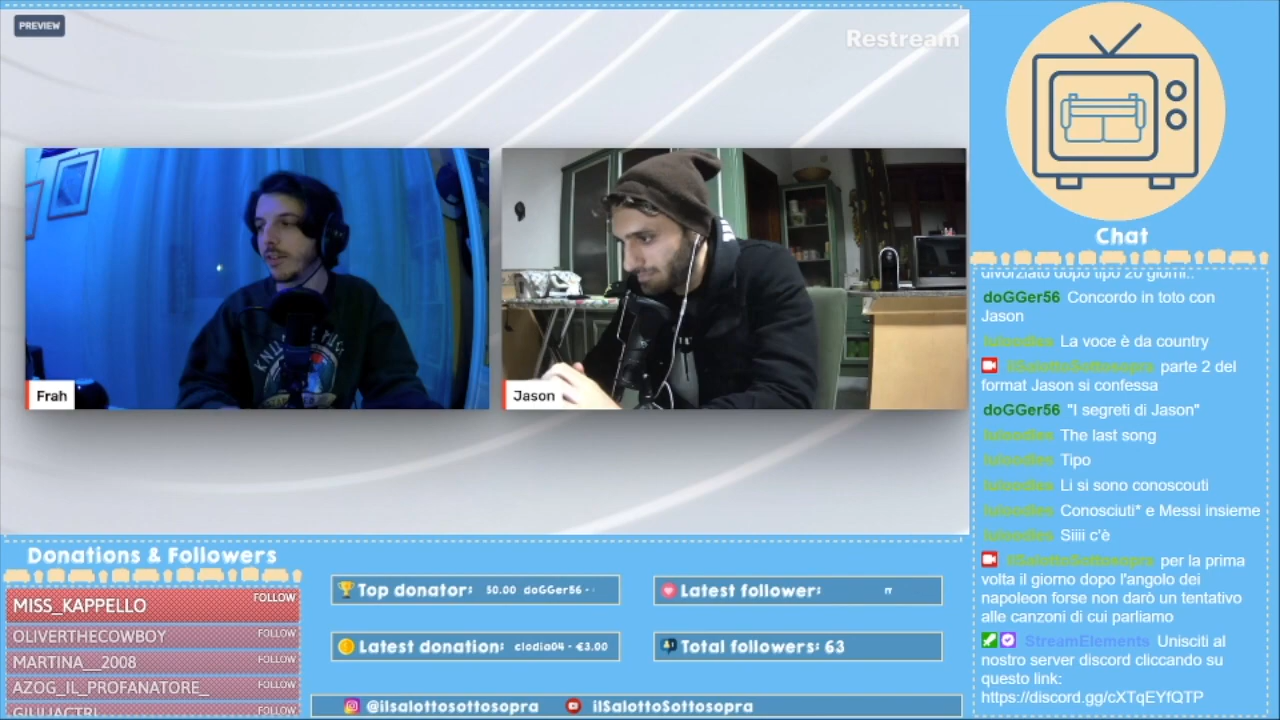 PREVIEW
Restream
Frah
Jason
Chat
divorziato dopo tipo 20 giorni..
doGGer56 Concordo in toto con
Jason
La voce è da country
ilSalottoSottosopra parte 2 del
format Jason si confessa
doGGer56 "I segreti di Jason"
The last song
Tipo
Li si sono conoscouti
Conosciuti* e Messi insieme
Siiii c'è
ilSalottoSottosopra per la prima
volta il giorno dopo l'angolo dei
napoleon forse non darò un tentativo
alle canzoni di cui parliamo
StreamElements Unisciti al
nostro server discord cliccando su
questo link:
https://discord.gg/cXTqEYfQTP
Donations & Followers
MISS_KAPPELLO FOLLOW
OLIVERTHECOWBOY FOLLOW
MARTINA__2008 FOLLOW
AZOG_IL_PROFANATORE_ FOLLOW
FOLLOW
Top donator: 50.00 doGGer56 -
Latest follower:
Latest donation: clodia04 - €3.00
Total followers: 63
@ilsalottosottosopra
ilSalottoSottosopra